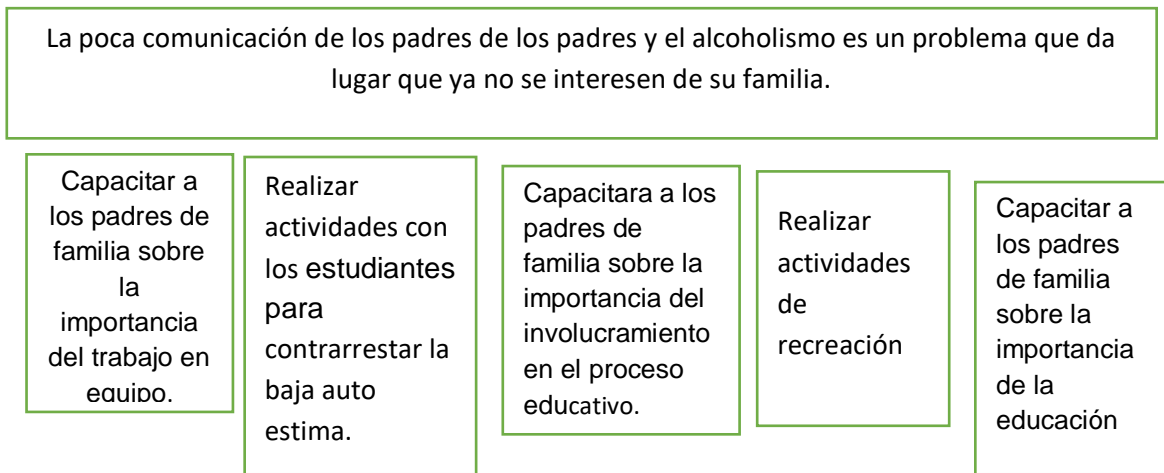 La poca comunicación de los padres de los padres y el alcoholismo es un problema que da
lugar que ya no se interesen de su familia.
Capacitar a
los padres de
familia sobre
la
importancia
del trabajo en
equipo.
Realizar
actividades con
los estudiantes
para
contrarrestar la
baja auto
estima.
Capacitara a los
padres de
familia sobre la
importancia del
involucramiento
en el proceso
educativo.
Realizar
actividades
de
recreación
Capacitar a
los padres
de familia
sobre la
importancia
de la
educación